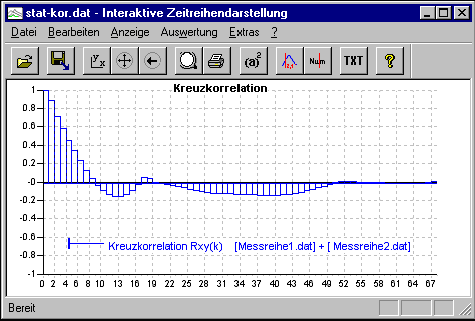 stat-kor.dat - Interaktive Zeitreihendarstellung
Datei Bearbeiten Anzeige Auswertung Extras ?
y x (a)² z,t Num TXT ?
Kreuzkorrelation
1
0.8
0.6
0.4
0.2
-0
-0.2
-0.4
-0.6
-0.8
-1
Kreuzkorrelation Rxy(k) [Messreihe1.dat] + [ Messreihe2.dat]
0 2 4 6 8 10 13 16 19 22 25 28 31 34 37 40 43 46 49 52 55 58 61 64 67
Bereit